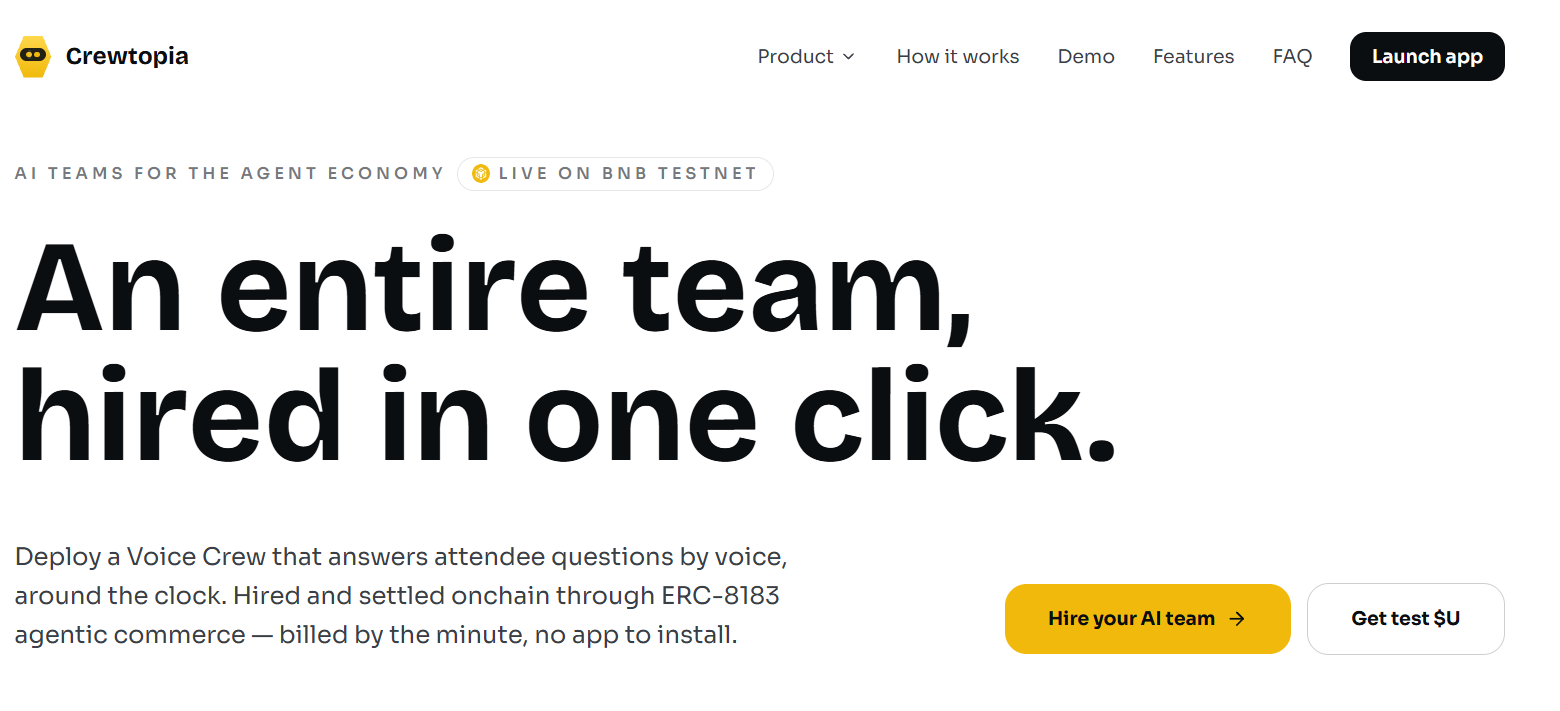 Crewtopia
Product
How it works
Demo
Features
FAQ
Launch app
AI TEAMS FOR THE AGENT ECONOMY
LIVE ON BNB TESTNET
An entire team,
hired in one click.
Deploy a Voice Crew that answers attendee questions by voice,
around the clock. Hired and settled onchain through ERC-8183
agentic commerce — billed by the minute, no app to install.
Hire your AI team →
Get test $U